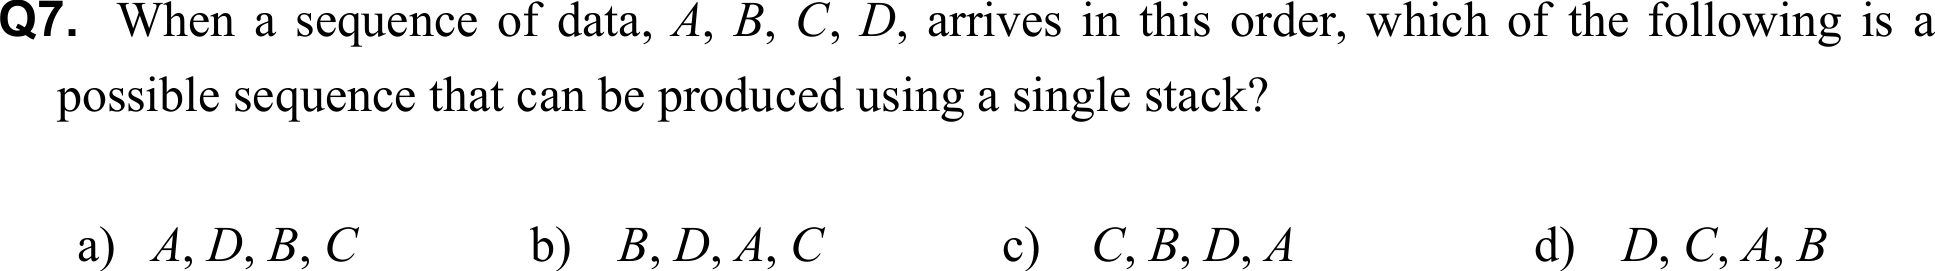 Q7. When a sequence of data, A, B, C, D, arrives in this order, which of the following is a
possible sequence that can be produced using a single stack?
a) A, D, B, C b) B, D, A, C c) C, B, D, A d) D, C, A, B